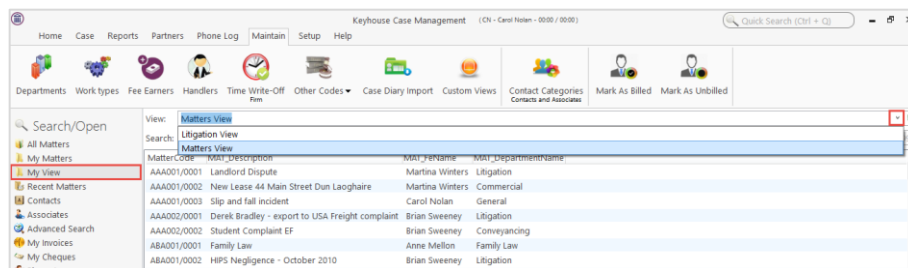 Keyhouse Case Management (CN - Carol Nolan - 00:00 / 00:00)
Quick Search (Ctrl + Q)
Home Case Reports Partners Phone Log Maintain Setup Help
Departments Work types Fee Earners Handlers Time Write-Off Other Codes Case Diary Import Custom Views Contact Categories Mark As Billed Mark As Unbilled
Firm Contacts and Associates
View: Matters View
Search/Open
Search:
Litigation View
Matters View
All Matters
My Matters
My View
Recent Matters
Contacts
Associates
Advanced Search
My Invoices
My Cheques
MatterCode MAT_Description MAT_FeName MAT_DepartmentName
AAA001/0001 Landlord Dispute Martina Winters Litigation
AAA001/0002 New Lease 44 Main Street Dun Laoghaire Martina Winters Commercial
AAA001/0003 Slip and fall incident Carol Nolan General
AAA002/0001 Derek Bradley - export to USA Freight complaint Brian Sweeney Litigation
AAA002/0002 Student Complaint EF Brian Sweeney Conveyancing
ABA001/0001 Family Law Anne Mellon Family Law
ABA001/0002 HIPS Negligence - October 2010 Brian Sweeney Litigation